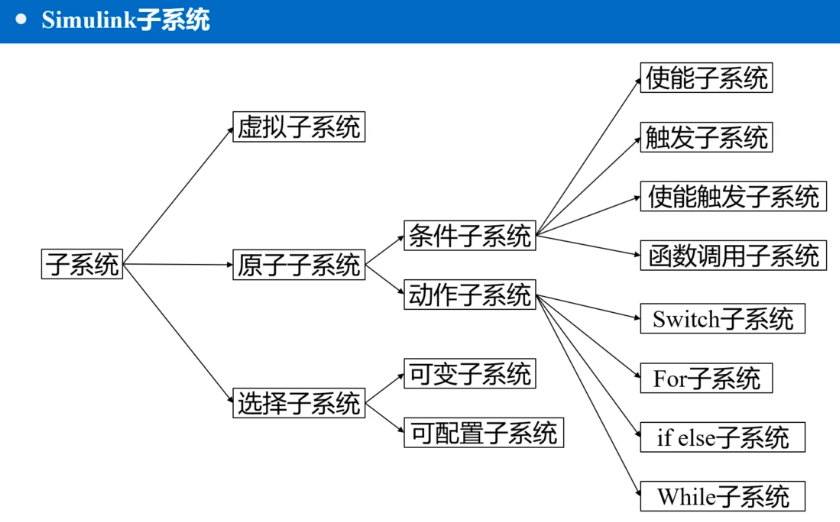 • Simulink子系统
使能子系统
虚拟子系统
触发子系统
使能触发子系统
条件子系统
函数调用子系统
子系统
原子子系统
动作子系统
Switch子系统
可变子系统
For子系统
选择子系统
可配置子系统
if else子系统
While子系统